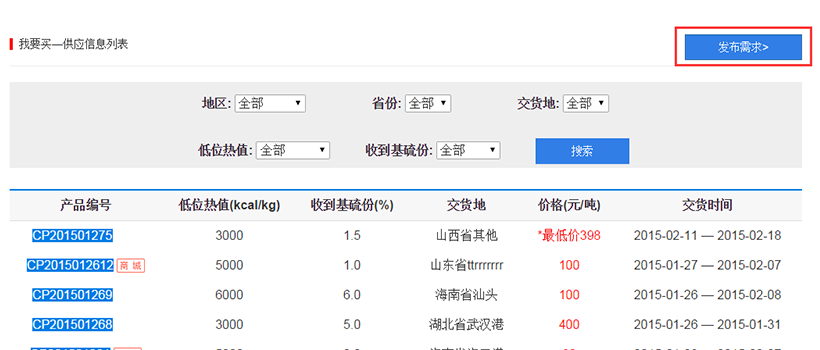 我要买—供应信息列表
发布需求>
地区: 全部 省份: 全部 交货地: 全部
低位热值: 全部 收到基硫份: 全部 搜索
产品编号 低位热值(kcal/kg) 收到基硫份(%) 交货地 价格(元/吨) 交货时间
CP201501275 3000 1.5 山西省其他 *最低价398 2015-02-11 — 2015-02-18
CP2015012612 商 城 5000 1.0 山东省ttrrrrrrr 100 2015-01-27 — 2015-02-07
CP201501269 6000 6.0 海南省汕头 100 2015-01-26 — 2015-02-08
CP201501268 3000 5.0 湖北省武汉港 400 2015-01-26 — 2015-01-31